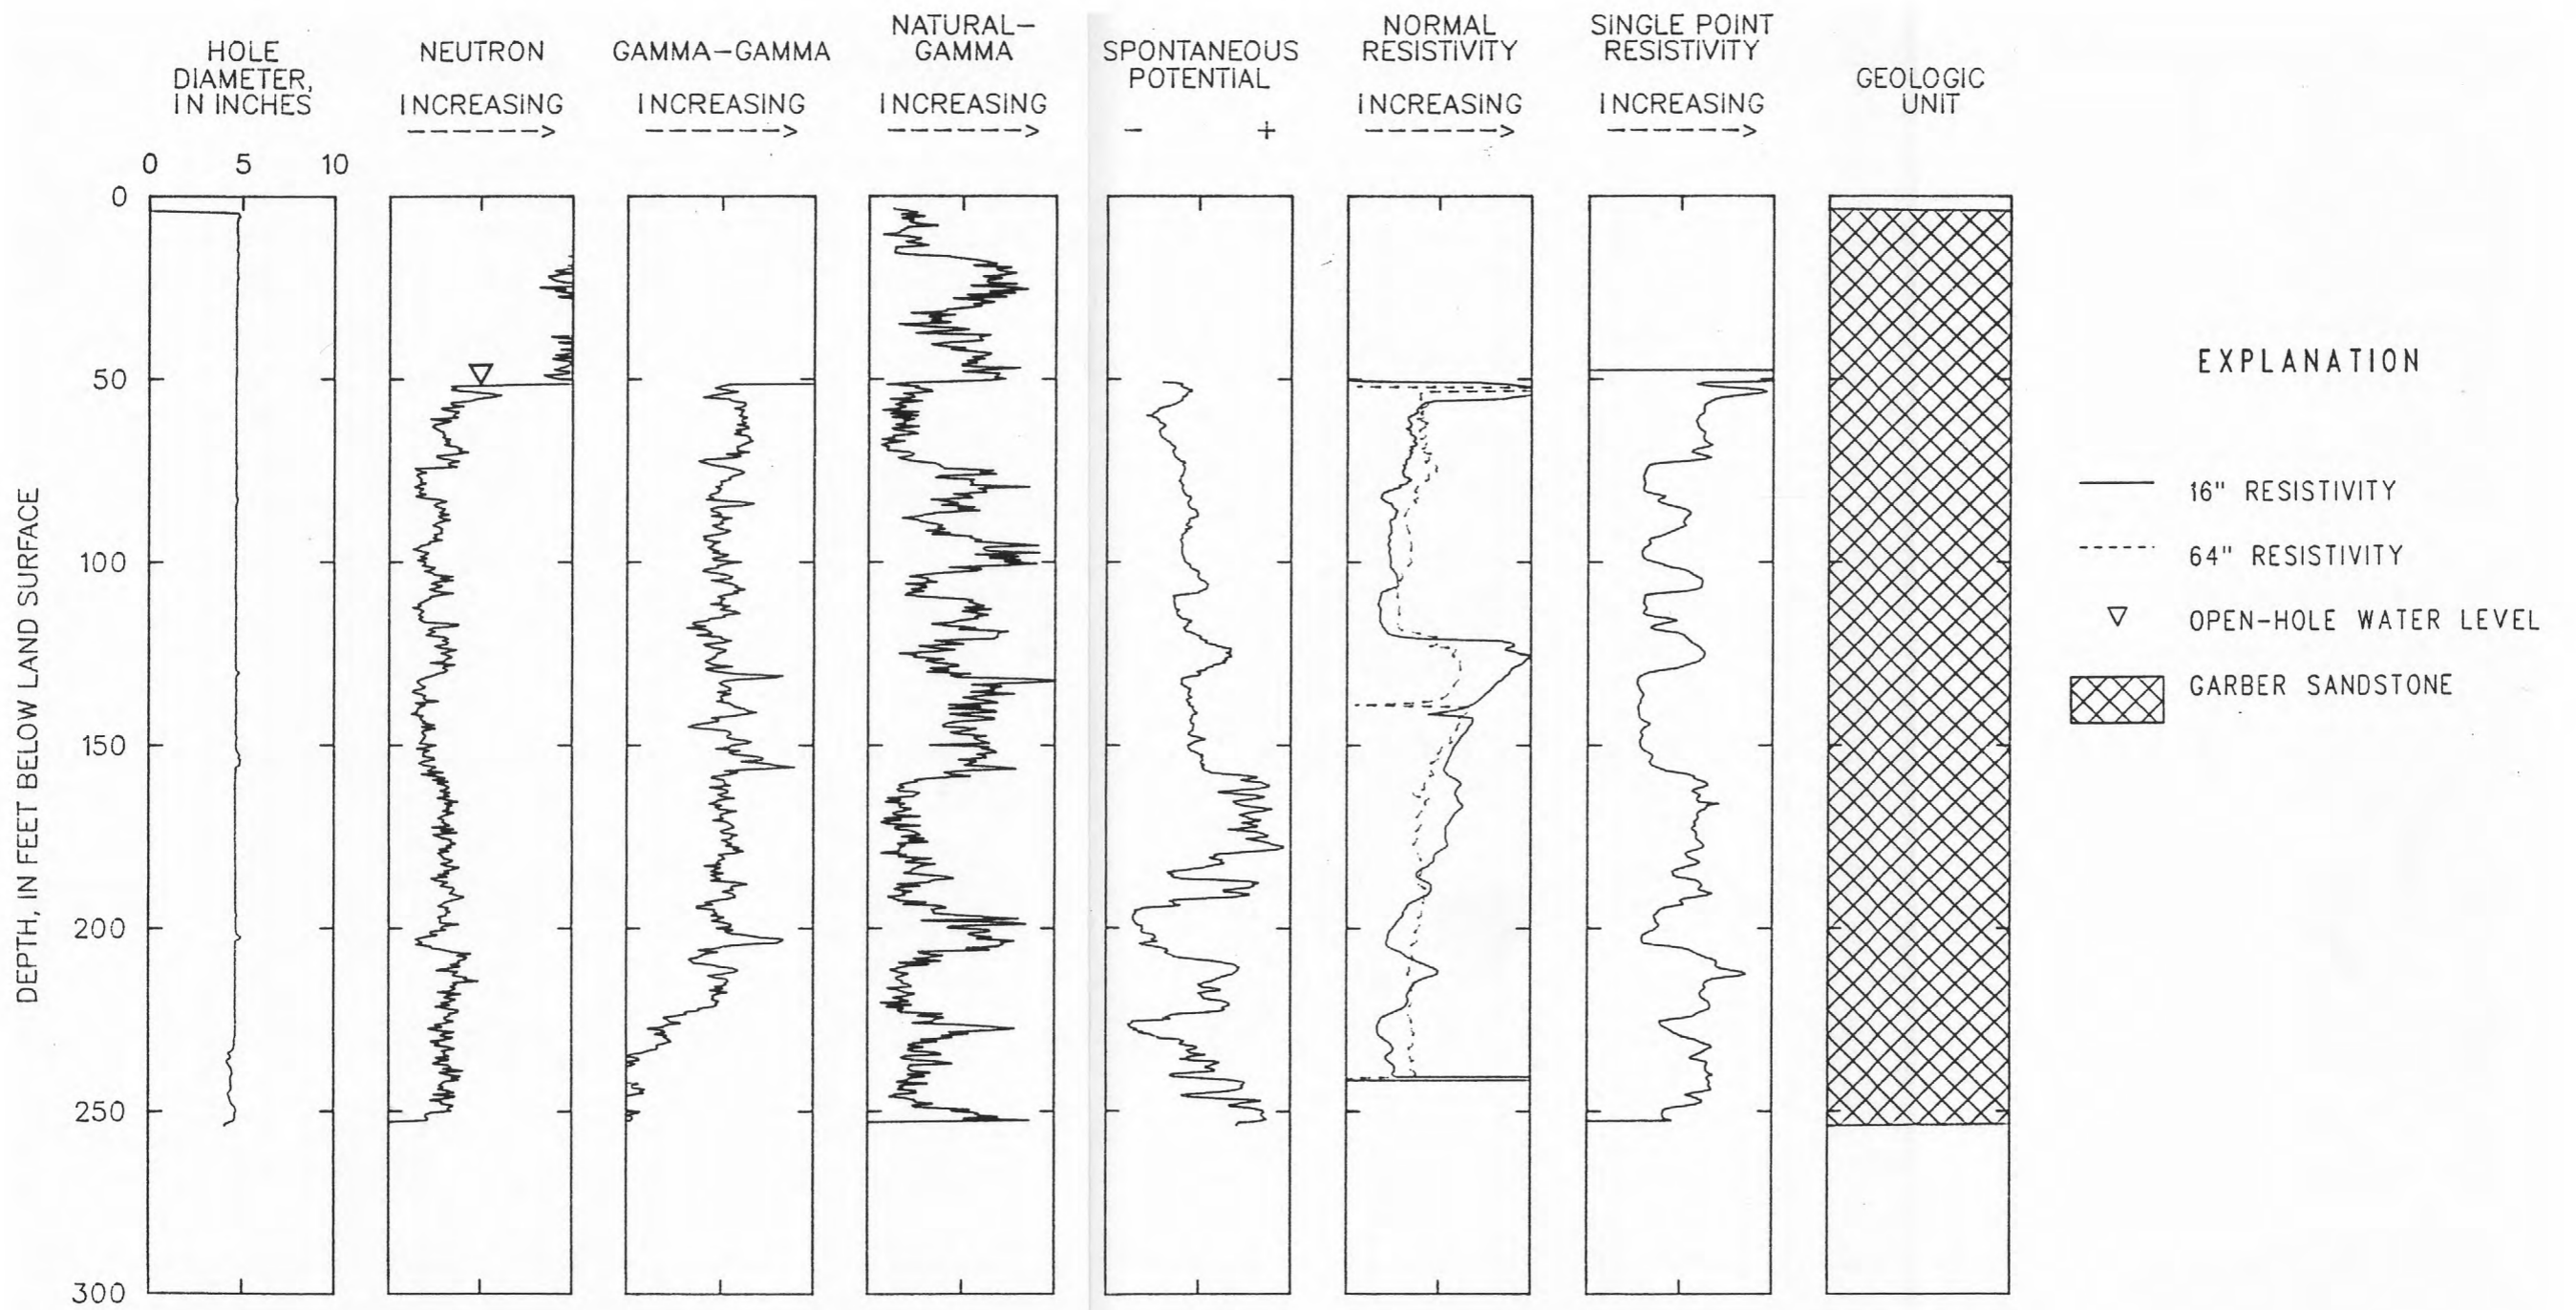 HOLE
DIAMETER,
IN INCHES
0 5 10
NEUTRON
INCREASING
------>
GAMMA-GAMMA
INCREASING
------>
NATURAL-
GAMMA
INCREASING
------>
SPONTANEOUS
POTENTIAL
- +
NORMAL
RESISTIVITY
INCREASING
------>
SINGLE POINT
RESISTIVITY
INCREASING
------>
GEOLOGIC
UNIT
DEPTH, IN FEET BELOW LAND SURFACE
0
50
100
150
200
250
300
EXPLANATION
16" RESISTIVITY
64" RESISTIVITY
OPEN-HOLE WATER LEVEL
GARBER SANDSTONE